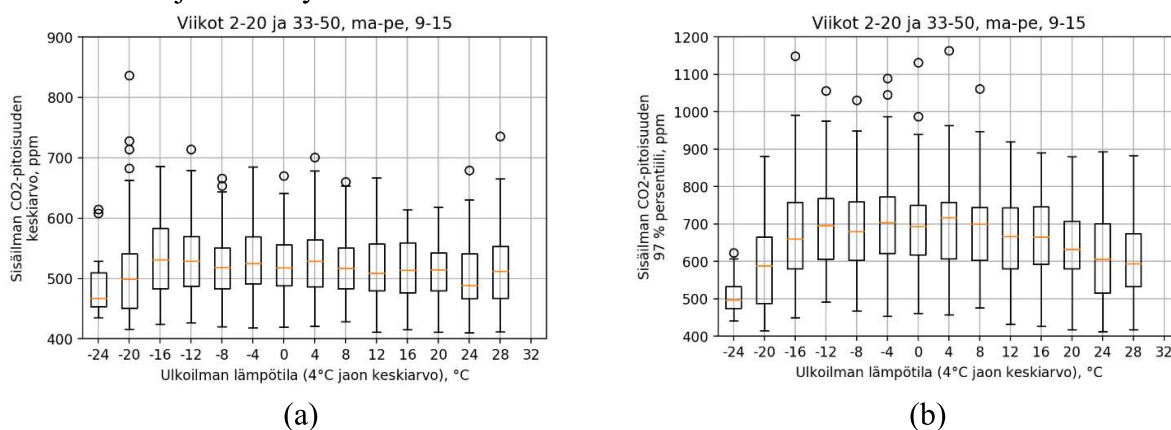 Viikot 2-20 ja 33-50, ma-pe, 9-15
900
800
700
600
500
400
Sisäilman CO2-pitoisuuden
keskiarvo, ppm
-24 -20 -16 -12 -8 -4 0 4 8 12 16 20 24 28 32
Ulkoilman lämpötila (4°C jaon keskiarvo), °C
(a)
Viikot 2-20 ja 33-50, ma-pe, 9-15
1200
1100
1000
900
800
700
600
500
400
Sisäilman CO2-pitoisuuden
97 % persentiili, ppm
-24 -20 -16 -12 -8 -4 0 4 8 12 16 20 24 28 32
Ulkoilman lämpötila (4°C jaon keskiarvo), °C
(b)